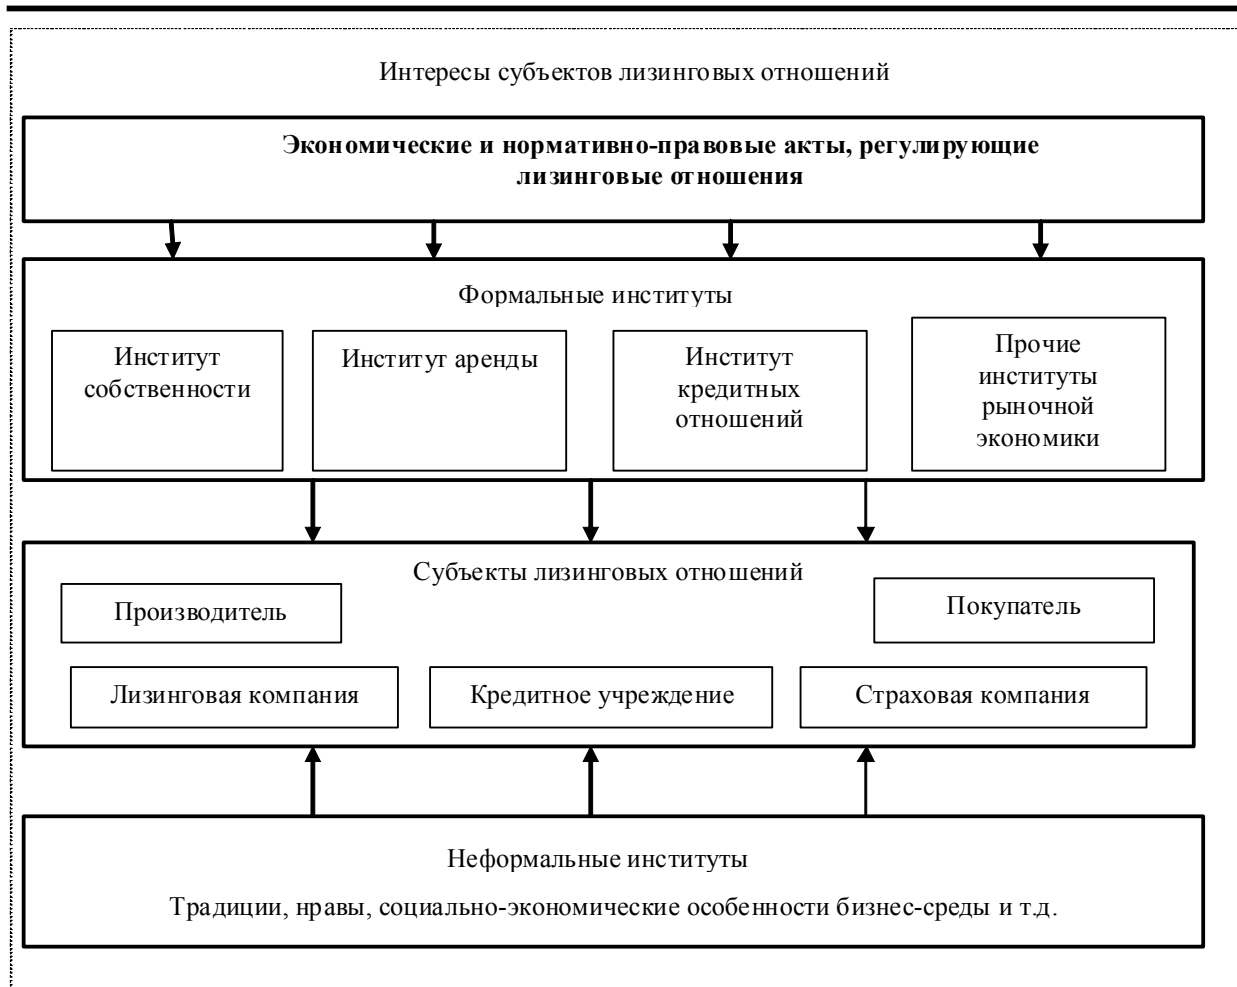 Интересы субъектов лизинговых отношений
Экономические и нормативно-правовые акты, регулирующие
лизинговые отношения
Формальные институты
Институт
собственности
Институт аренды
Институт
кредитных
отношений
Прочие
институты
рыночной
экономики
Субъекты лизинговых отношений
Производитель
Покупатель
Лизинговая компания
Кредитное учреждение
Страховая компания
Неформальные институты
Традиции, нравы, социально-экономические особенности бизнес-среды и т.д.